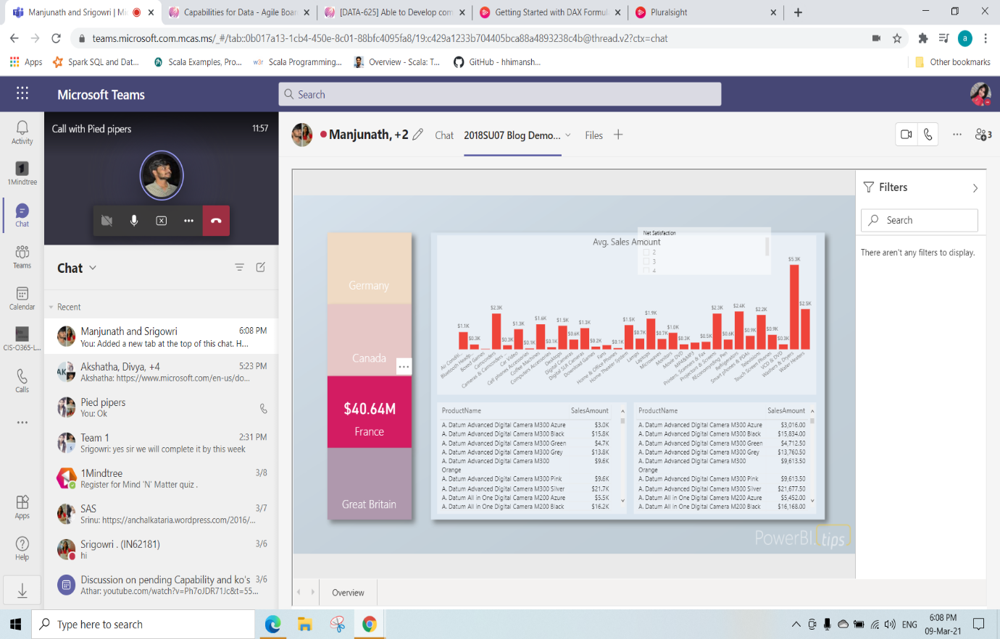 Manjunath and Srigowri | Mi
Capabilities for Data - Agile Boar
[DATA-625] Able to Develop com
Getting Started with DAX Formul
Pluralsight
teams.microsoft.com.mcas.ms/_#/tab::0b017a13-1cb4-450e-8c01-88bfc4095fa8/19:c429a1233b704405bca88a4893238c4b@thread.v2?ctx=chat
a
Apps
Spark SQL and Dat...
Scala Examples, Pro...
w3r Scala Programming...
Overview - Scala: T...
GitHub - hhimansh...
Other bookmarks
Microsoft Teams
Search
Activity
1Mindtree
Chat
Teams
Calendar
CIS-O365-L...
Calls
Apps
Help
Call with Pied pipers 11:57
Chat
Recent
Manjunath and Srigowri 6:08 PM
You: Added a new tab at the top of this chat. H...
Akshatha, Divya, +4 5:23 PM
Akshatha: https://www.microsoft.com/en-us/do...
AK
Pied pipers
You: Ok
Team 1 2:31 PM
Srigowri: yes sir we will complete it by this week
1Mindtree 3/8
Register for Mind 'N' Matter quiz .
SAS 3/7
Srinu: https://anchalkataria.wordpress.com/2016/...
Srigowri . (IN62181) 3/6
hi
Discussion on pending Capability and ko's 3/6
Athar: youtube.com/watch?v=Ph7oJDR71Jc&t=55...
Manjunath, +2
Chat
2018SU07 Blog Demo...
Files
3
Germany
Canada
$40.64M
France
Great Britain
Net Satisfaction
Avg. Sales Amount
2
3
4
$1.1K $0.3K $2.3K $0.3K $1.3K $0.1K $1.6K $0.1K $1.5K $0.6K $1.3K $0.2K $0.1K $1.5K $0.7K $1.9K $0.7K $1.0K $0.3K $0.5K $2.3K $0.6K $2.4K $0.9K $2.2K $0.9K $0.3K $5.3K $2.5K
Air Conditi...
Bluetooth Headp...
Boxed Games
Camcorders
Cameras & Camcorders ...
Car Video
Cell phones Accessories
Coffee Machines
Computers Accessories
Desktops
Digital Cameras
Digital SLR Cameras
Download Games
Fans
Home & Office Phones
Home Theater System
Lamps
Laptops
Microwaves
Monitors
Movie DVD
MP4&MP3
Printers, Scanners & Fax
Projectors & Screens
Recording Pen
Refrigerators
Smart phones & PDAs
Televisions
Touch Screen Phones
VCD & DVD
Washers & Dryers
Water Heaters
ProductName SalesAmount
A. Datum Advanced Digital Camera M300 Azure $3.0K
A. Datum Advanced Digital Camera M300 Black $15.8K
A. Datum Advanced Digital Camera M300 Green $4.7K
A. Datum Advanced Digital Camera M300 Grey $13.8K
A. Datum Advanced Digital Camera M300 $9.6K
Orange
A. Datum Advanced Digital Camera M300 Pink $9.6K
A. Datum Advanced Digital Camera M300 Silver $21.7K
A. Datum All in One Digital Camera M200 Azure $5.5K
A. Datum All in One Digital Camera M200 Black $16.2K
ProductName SalesAmount
A. Datum Advanced Digital Camera M300 Azure $3,016.00
A. Datum Advanced Digital Camera M300 Black $15,834.00
A. Datum Advanced Digital Camera M300 Green $4,712.50
A. Datum Advanced Digital Camera M300 Grey $13,760.50
A. Datum Advanced Digital Camera M300 $9,613.50
Orange
A. Datum Advanced Digital Camera M300 Pink $9,613.50
A. Datum Advanced Digital Camera M300 Silver $21,677.50
A. Datum All in One Digital Camera M200 Azure $5,452.00
A. Datum All in One Digital Camera M200 Black $16,168.00
PowerBI.tips
Filters
Search
There aren't any filters to display.
Overview
Type here to search
ENG
6:08 PM
09-Mar-21